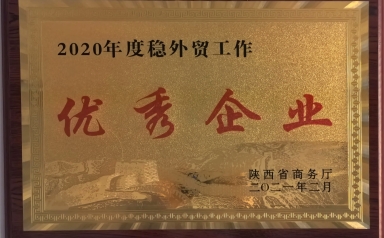 2020年度稳外贸工作
优秀企业
陕西省商务厅
二〇二一年二月